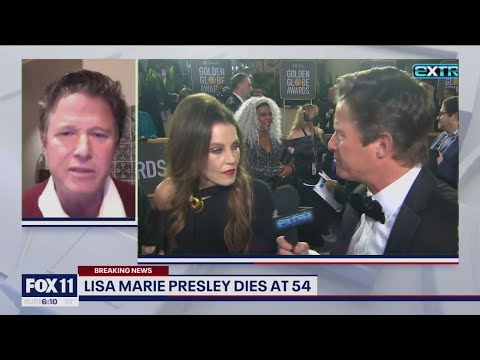 extr
GOLDEN
GLOBE
AWARDS
GOLDEN
GLOBE
AWARDS
extra
BREAKING NEWS
FOX 11
LISA MARIE PRESLEY DIES AT 54
6:10